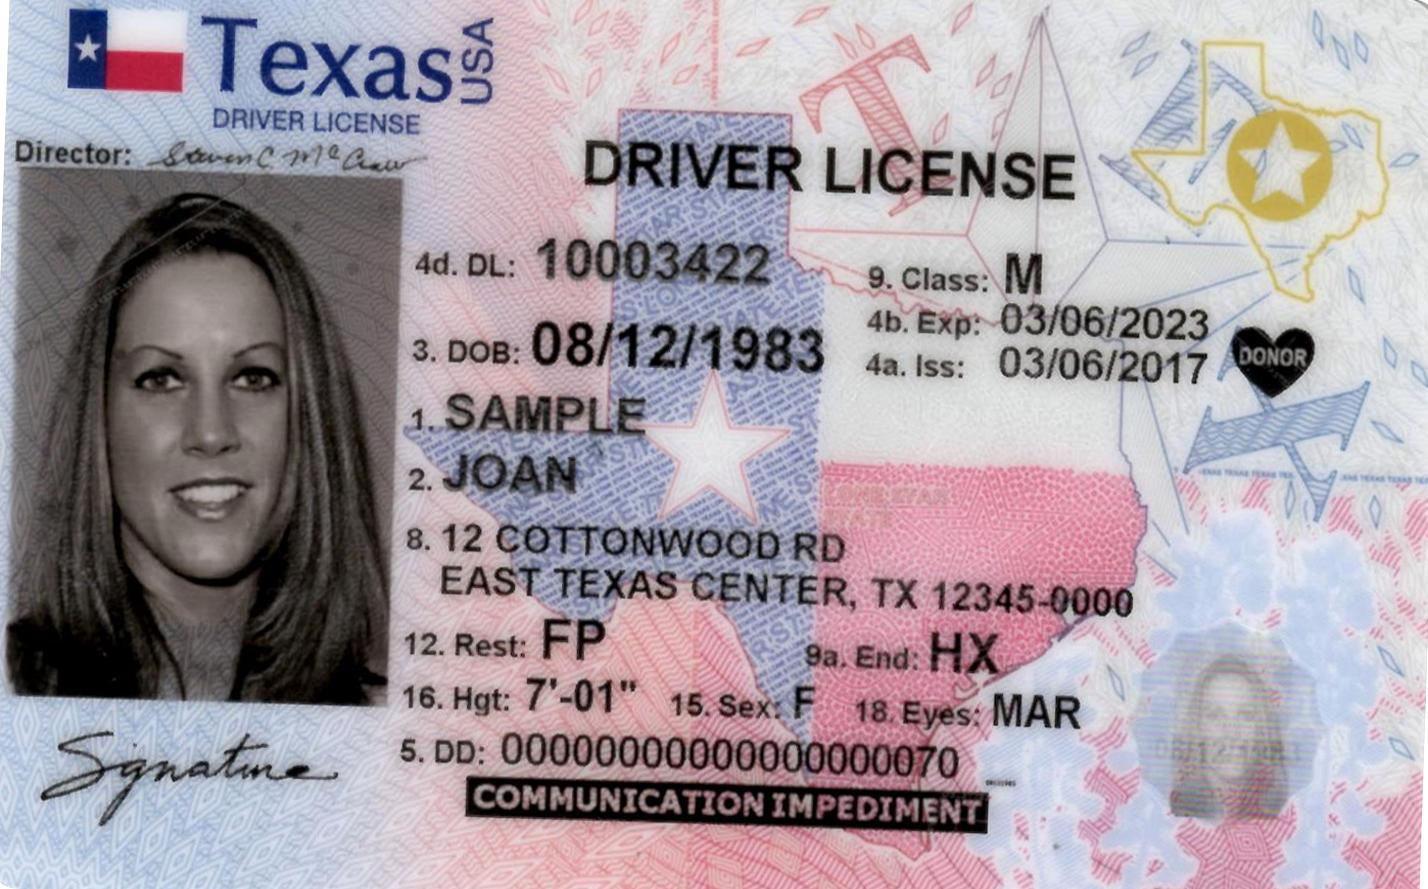 Texas USA
DRIVER LICENSE
Director: Steven C McCraw
DRIVER LICENSE
4d. DL: 10003422
9. Class: M
4b. Exp: 03/06/2023
3. DOB: 08/12/1983
4a. Iss: 03/06/2017
DONOR
1. SAMPLE
2. JOAN
8. 12 COTTONWOOD RD
EAST TEXAS CENTER, TX 12345-0000
12. Rest: FP
9a. End: HX
16. Hgt: 7'-01"
15. Sex: F
18. Eyes: MAR
5. DD: 00000000000000000070
COMMUNICATION IMPEDIMENT
Signature